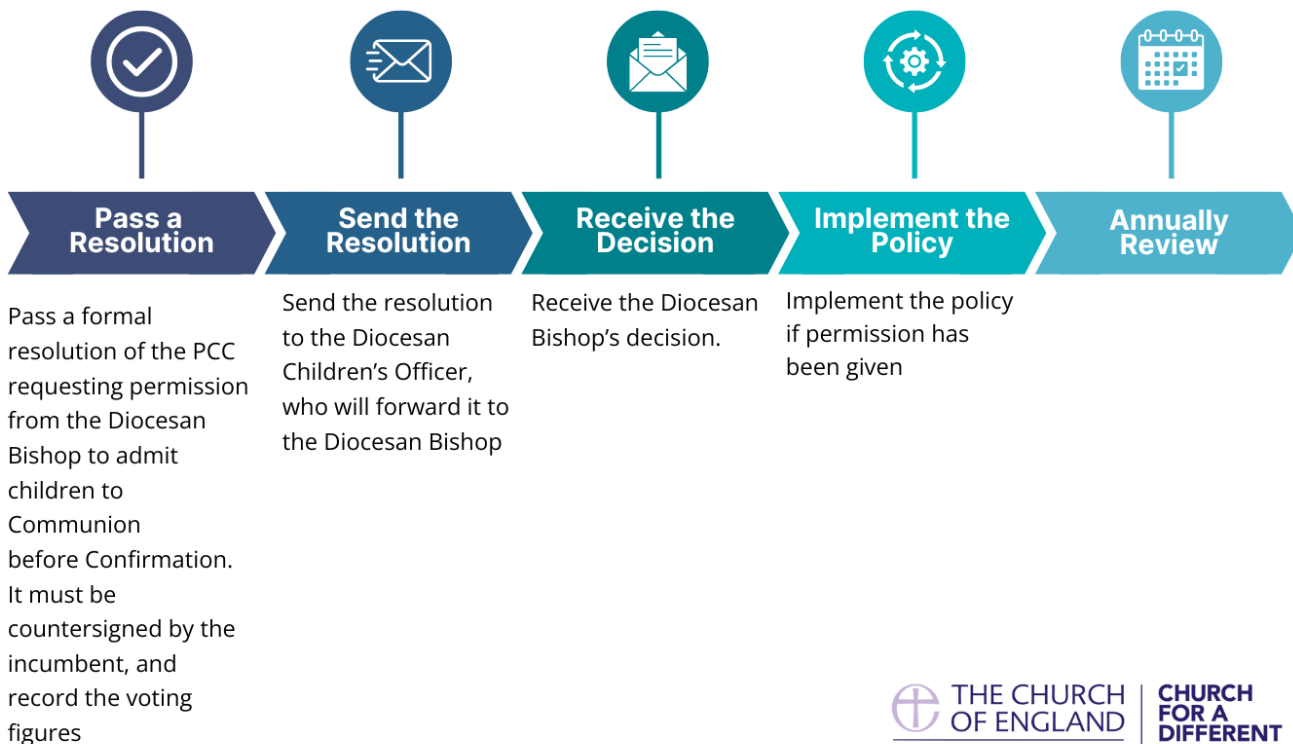 Pass a
Resolution
Send the
Resolution
Receive the
Decision
Implement the
Policy
Annually
Review
Pass a formal
resolution of the PCC
requesting permission
from the Diocesan
Bishop to admit
children to
Communion
before Confirmation.
It must be
countersigned by the
incumbent, and
record the voting
figures
Send the resolution
to the Diocesan
Children’s Officer,
who will forward it to
the Diocesan Bishop
Receive the Diocesan
Bishop’s decision.
Implement the policy
if permission has
been given
THE CHURCH
OF ENGLAND
CHURCH
FOR A
DIFFERENT